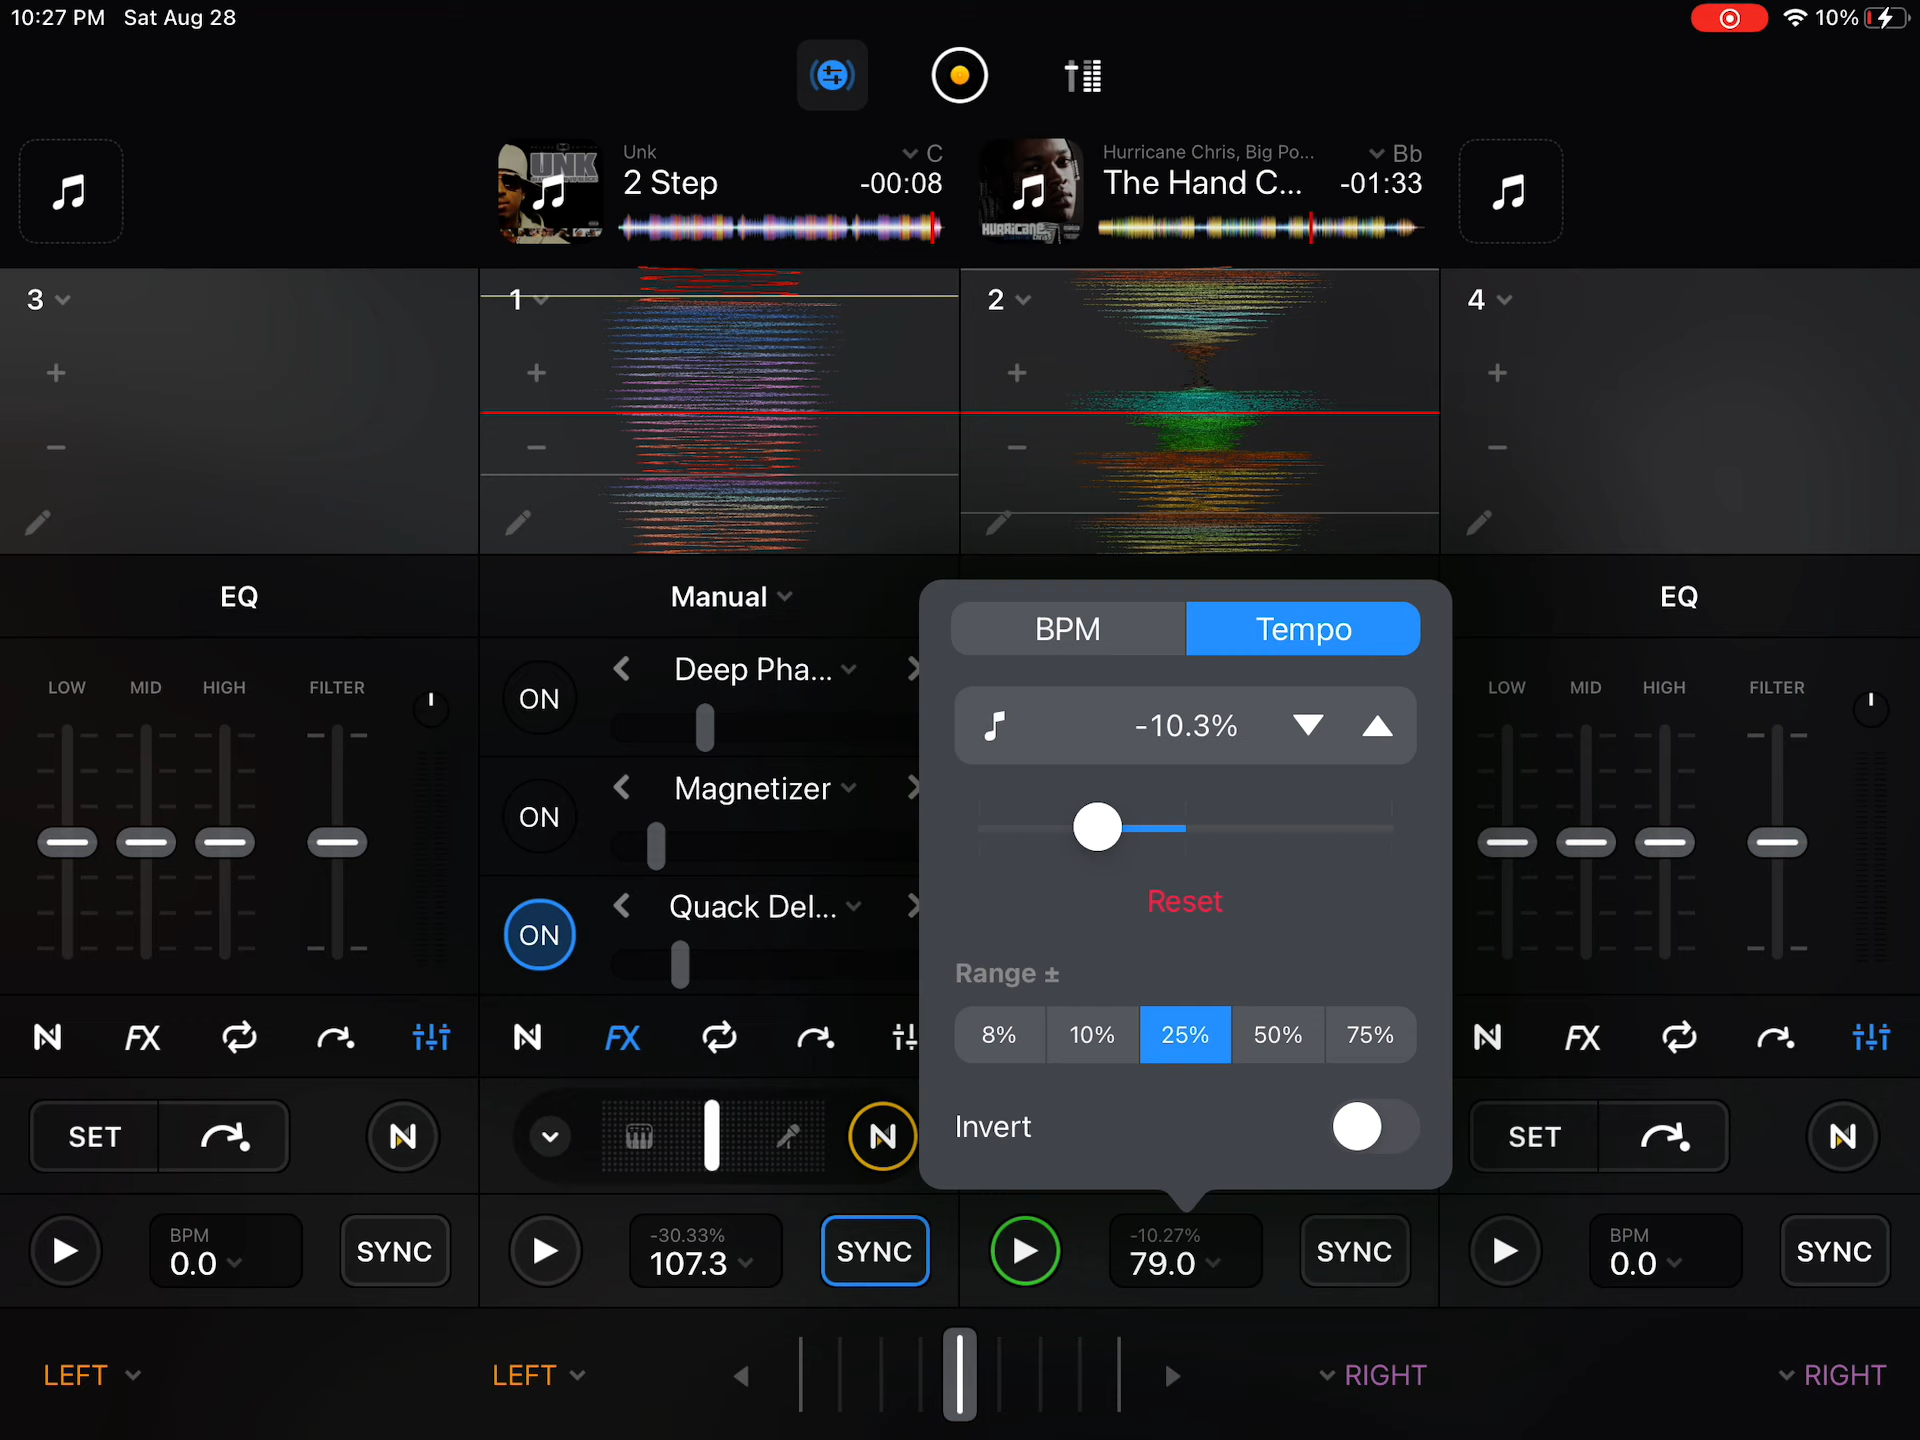 10:27 PM Sat Aug 28
10%
UNK
Unk
C
2 Step
-00:08
HURRICANE
Hurricane Chris, Big Po...
Bb
The Hand C...
-01:33
3
1
2
4
EQ
Manual
EQ
BPM
Tempo
LOW MID HIGH FILTER
ON
Deep Pha...
-10.3%
LOW MID HIGH FILTER
ON
Magnetizer
Reset
ON
Quack Del...
Range ±
8% 10% 25% 50% 75%
FX
FX
FX
Invert
SET
SET
BPM
0.0
SYNC
-30.33%
107.3
SYNC
-10.27%
79.0
SYNC
BPM
0.0
SYNC
LEFT
LEFT
RIGHT
RIGHT